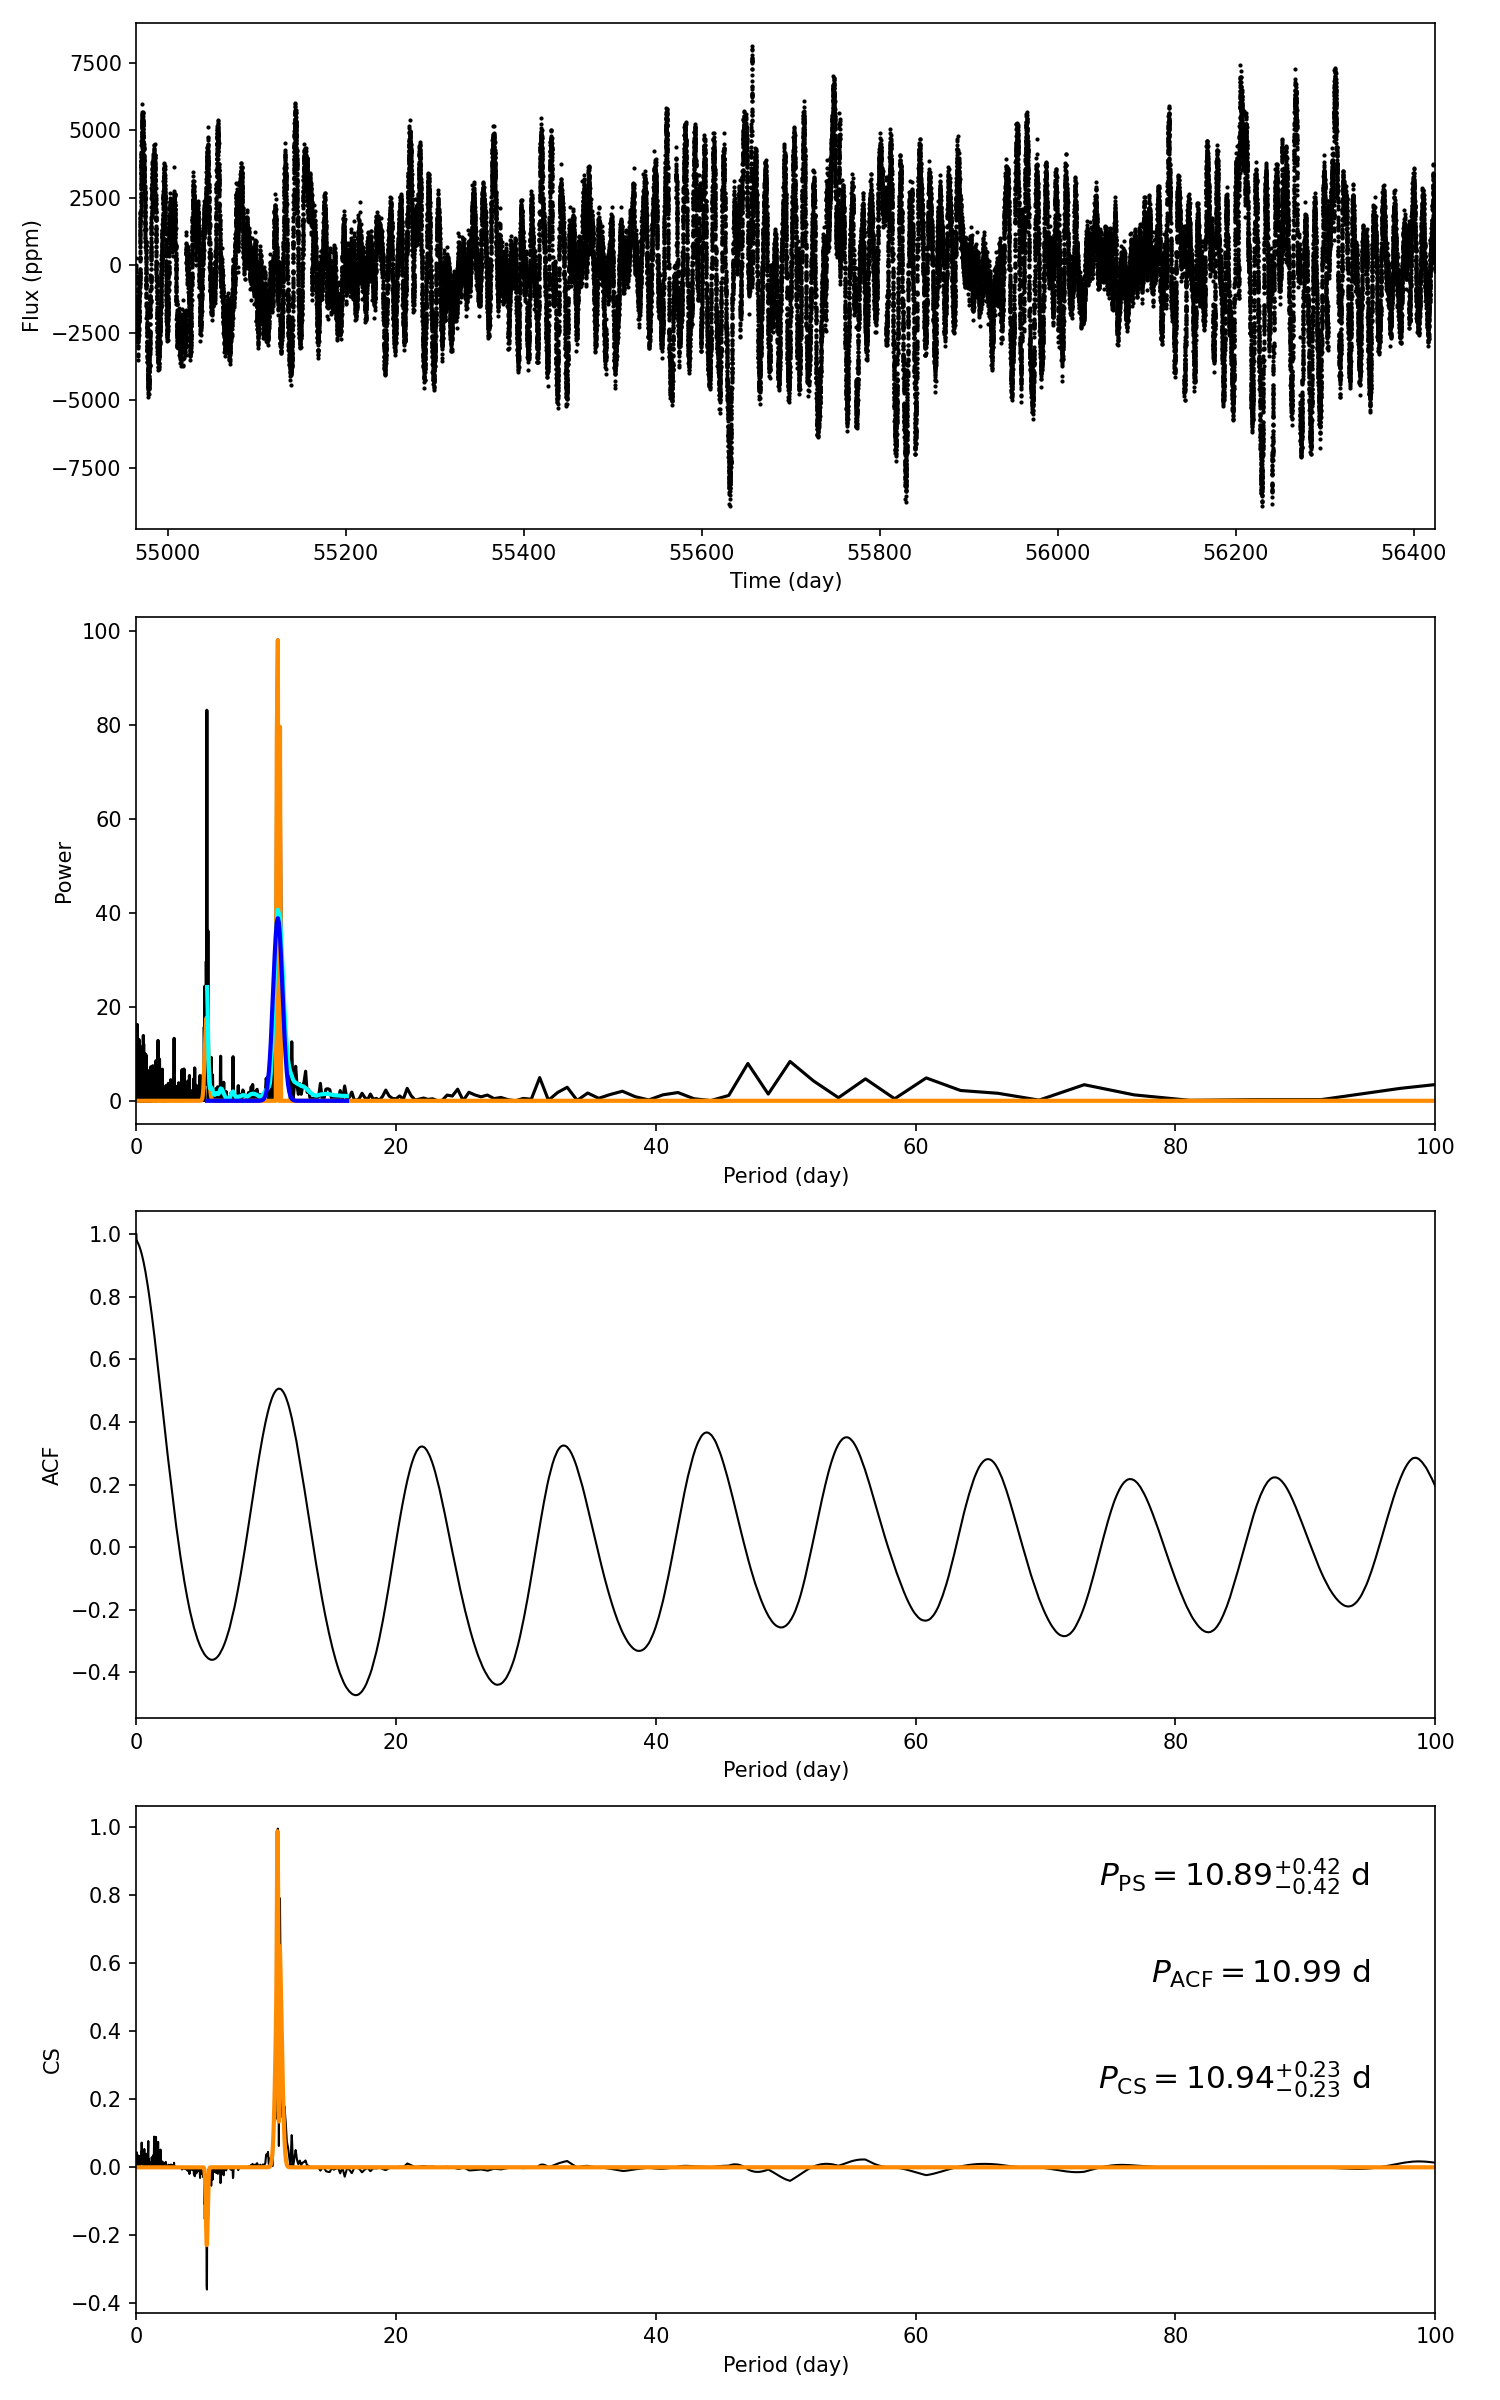 7500
5000
2500
0
−2500
−5000
−7500
Flux (ppm)
55000 55200 55400 55600 55800 56000 56200 56400
Time (day)
100
80
60
40
20
0
Power
0 20 40 60 80 100
Period (day)
1.0
0.8
0.6
0.4
0.2
0.0
−0.2
−0.4
ACF
0 20 40 60 80 100
Period (day)
1.0
0.8
0.6
0.4
0.2
0.0
−0.2
−0.4
CS
P_PS = 10.89^{+0.42}_{−0.42} d
P_ACF = 10.99 d
P_CS = 10.94^{+0.23}_{−0.23} d
0 20 40 60 80 100
Period (day)